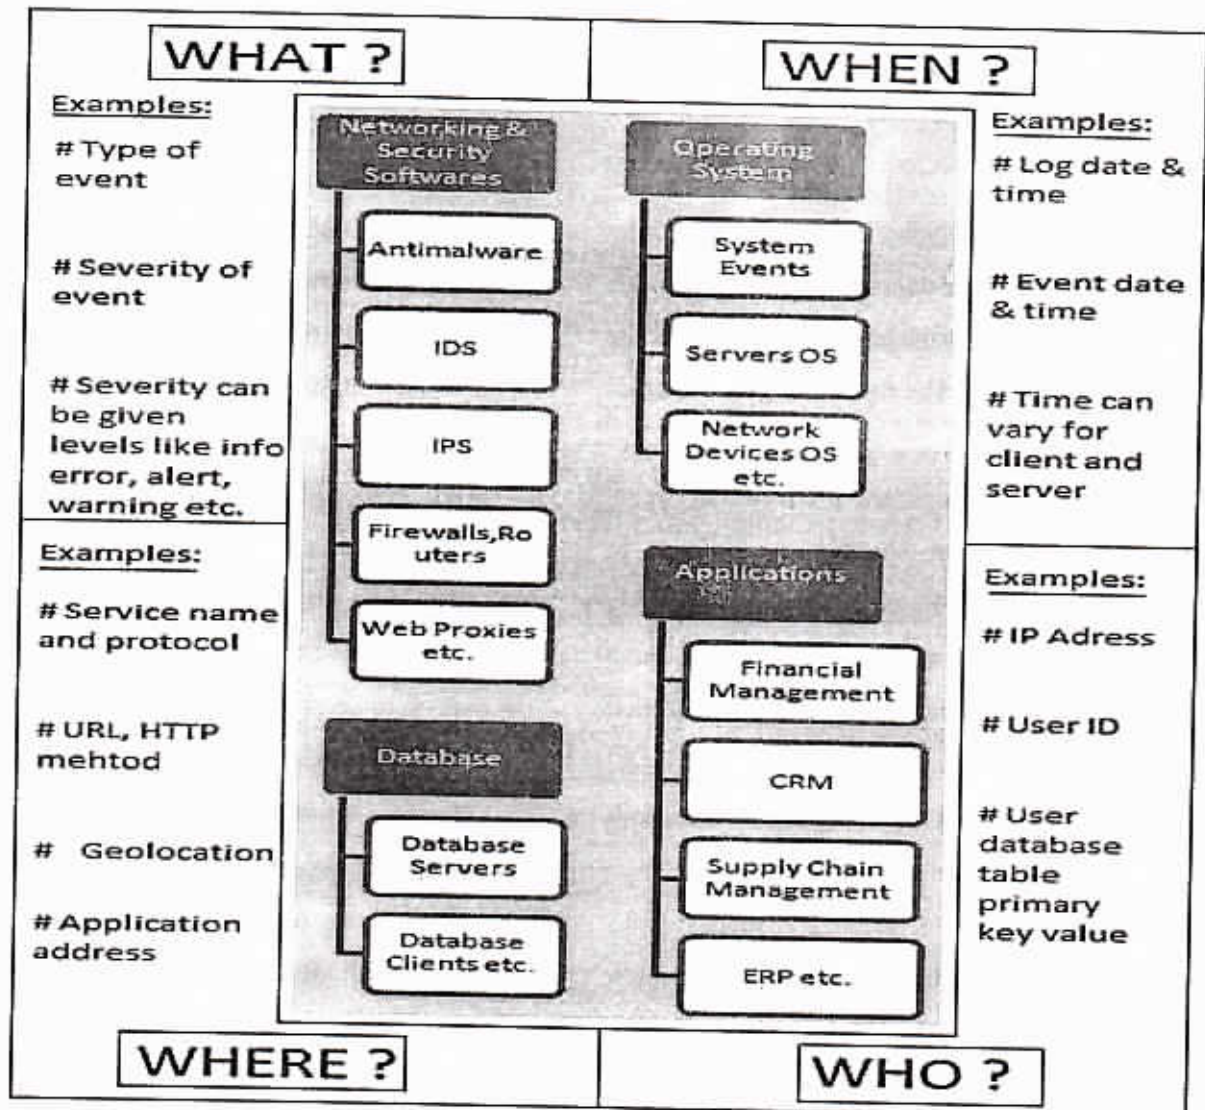 WHAT ?
Examples:
# Type of
event
# Severity of
event
# Severity can
be given
levels like info
error, alert,
warning etc.
WHEN ?
Examples:
# Log date &
time
# Event date
& time
# Time can
vary for
client and
server
Networking &
Security
Softwares
Antimalware
IDS
IPS
Firewalls,Ro
uters
Web Proxies
etc.
Operating
System
System
Events
Servers OS
Network
Devices OS
etc.
Database
Database
Servers
Database
Clients etc.
Applications
Financial
Management
CRM
Supply Chain
Management
ERP etc.
Examples:
# Service name
and protocol
# URL, HTTP
mehtod
# Geolocation
# Application
address
WHERE ?
Examples:
# IP Adress
# User ID
# User
database
table
primary
key value
WHO ?